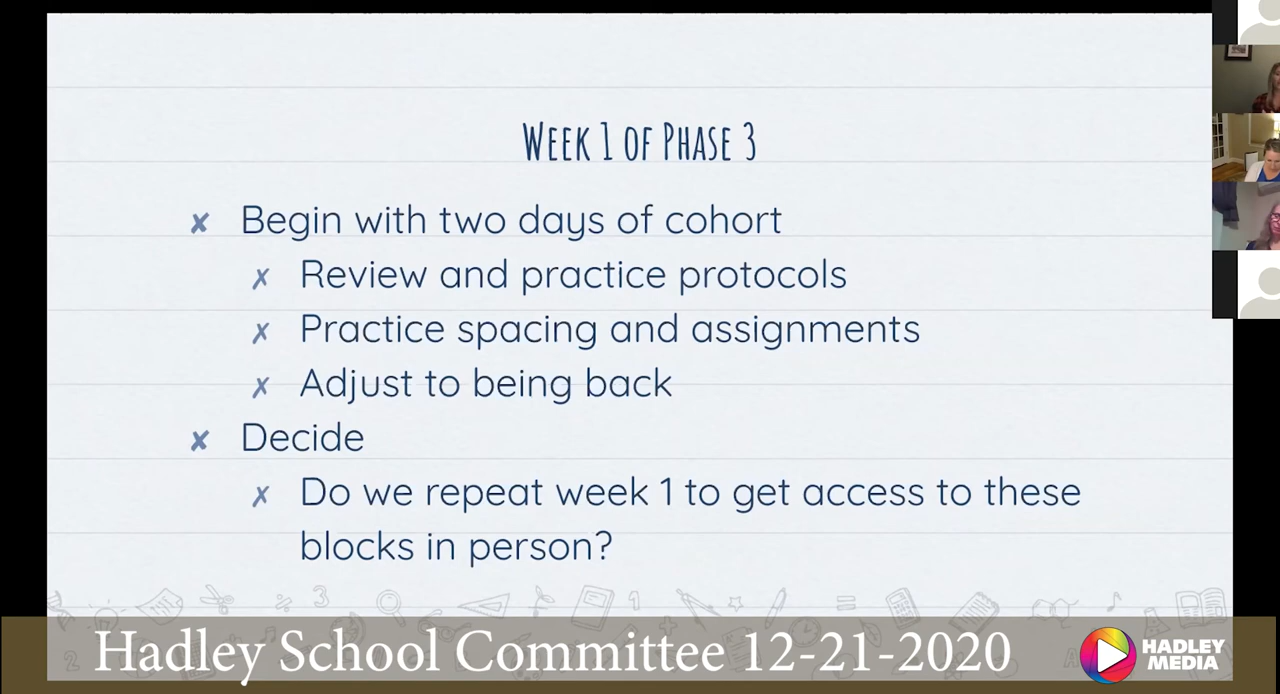 Week 1 of Phase 3
✘ Begin with two days of cohort
✗ Review and practice protocols
✗ Practice spacing and assignments
✗ Adjust to being back
✘ Decide
✗ Do we repeat week 1 to get access to these
blocks in person?
Hadley School Committee 12-21-2020
HADLEY
MEDIA